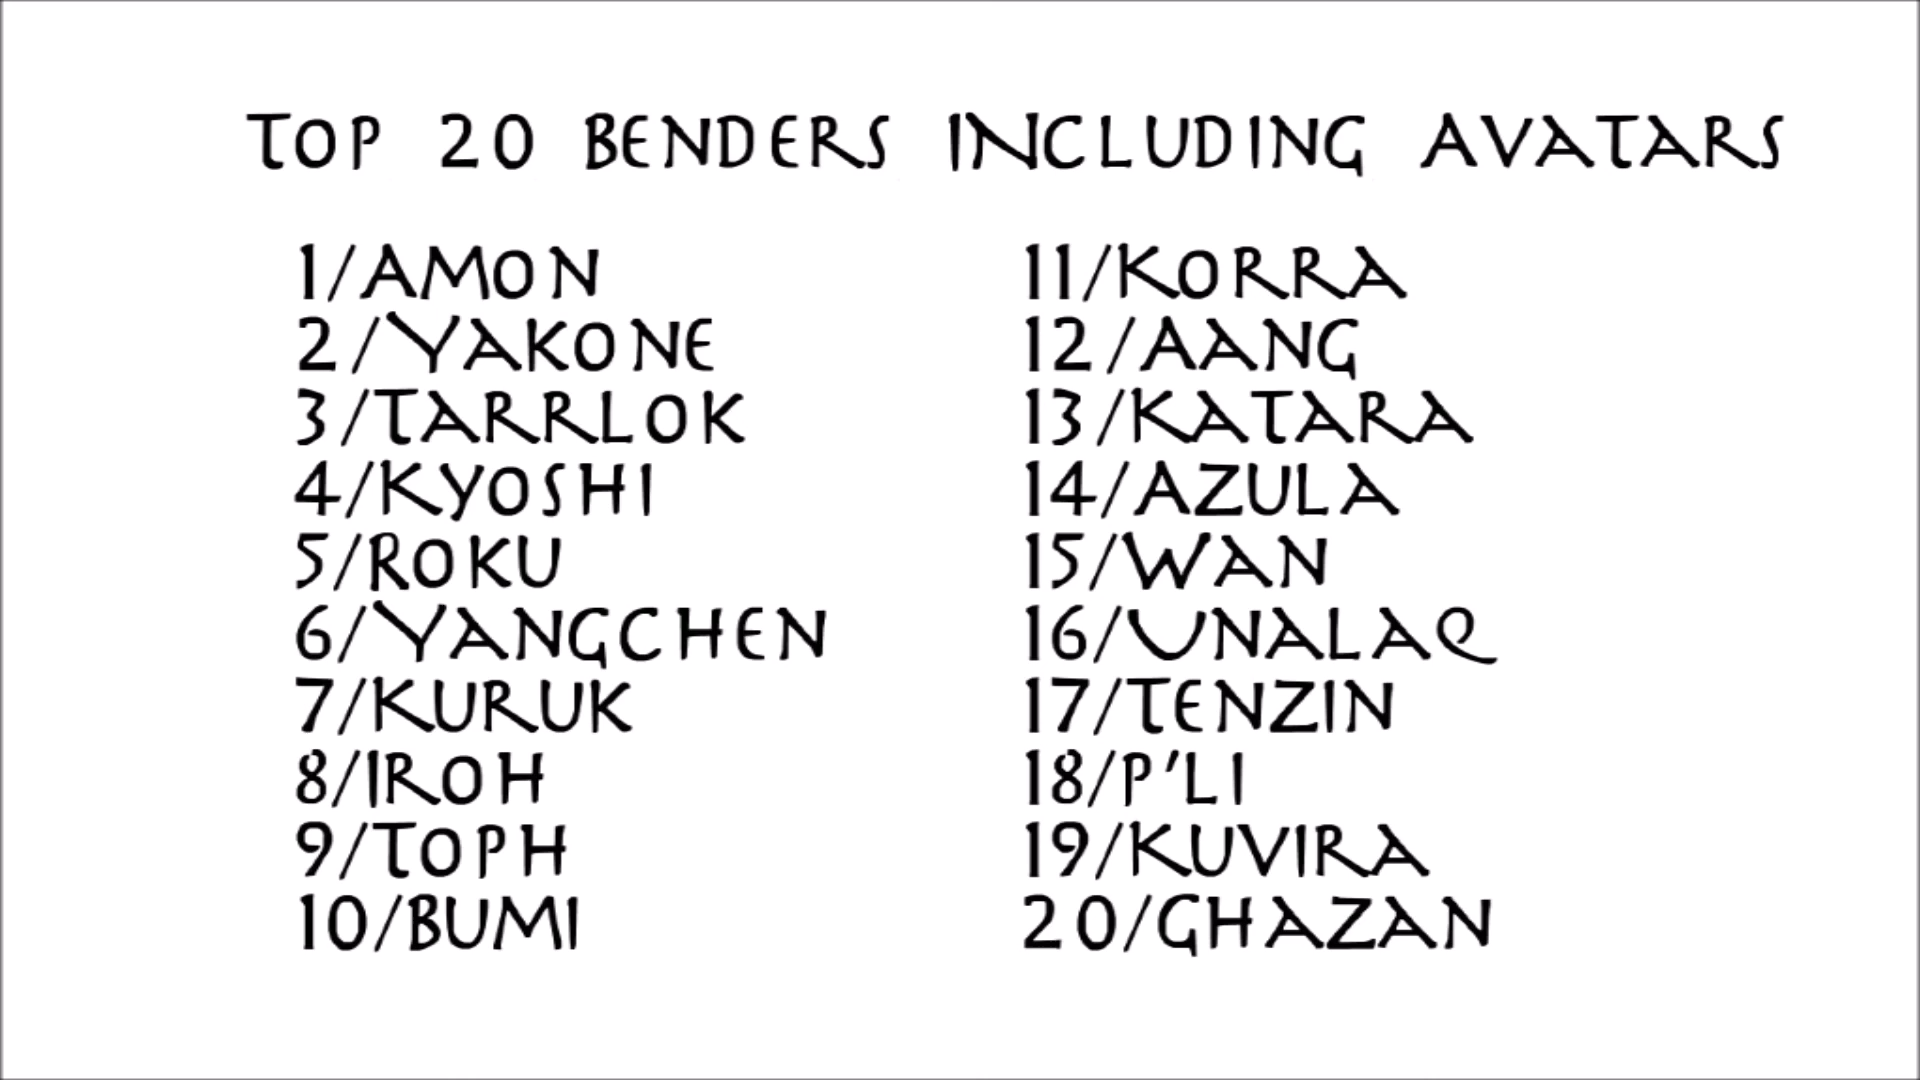 TOP 20 BENDERS INCLUDING AVATARS
1/AMON
2/YAKONE
3/TARRLOK
4/KYOSHI
5/ROKU
6/YANGCHEN
7/KURUK
8/IROH
9/TOPH
10/BUMI
11/KORRA
12/AANG
13/KATARA
14/AZULA
15/WAN
16/UNALAQ
17/TENZIN
18/P'LI
19/KUVIRA
20/GHAZAN